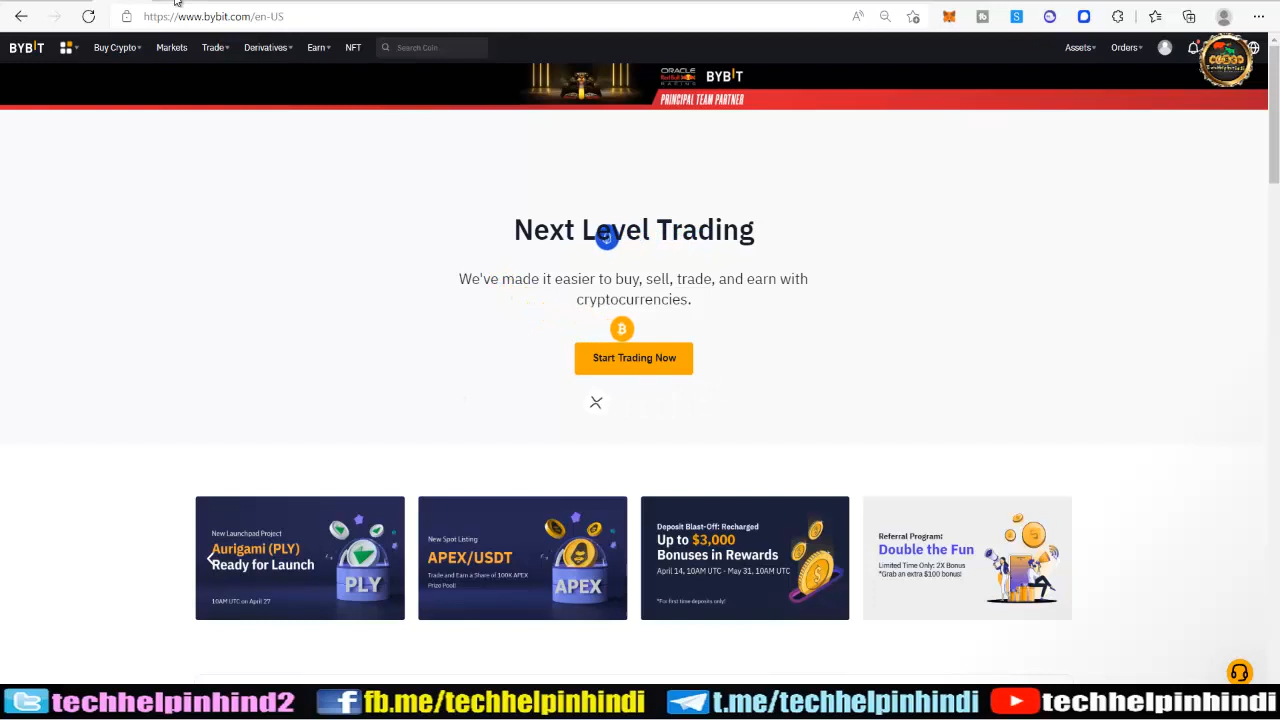 https://www.bybit.com/en-US
BYBIT Buy Crypto Markets Trade Derivatives Earn NFT Search Coin Assets Orders
ORACLE Red Bull RACING BYBIT
PRINCIPAL TEAM PARTNER
Next Level Trading
We've made it easier to buy, sell, trade, and earn with
cryptocurrencies.
Start Trading Now
New Launchpad Project
Aurigami (PLY)
Ready for Launch
10AM UTC on April 27
PLY
New Spot Listing
APEX/USDT
Trade and Earn a Share of 100K APEX
Prize Pool!
APEX
Deposit Blast-Off: Recharged
Up to $3,000
Bonuses in Rewards
April 14, 10AM UTC - May 31, 10AM UTC
*For first time deposits only!
Referral Program:
Double the Fun
Limited Time Only: 2X Bonus
*Grab an extra $100 bonus!
techhelpinhind2 fb.me/techhelpinhindi t.me/techhelpinhindi techhelpinhindi